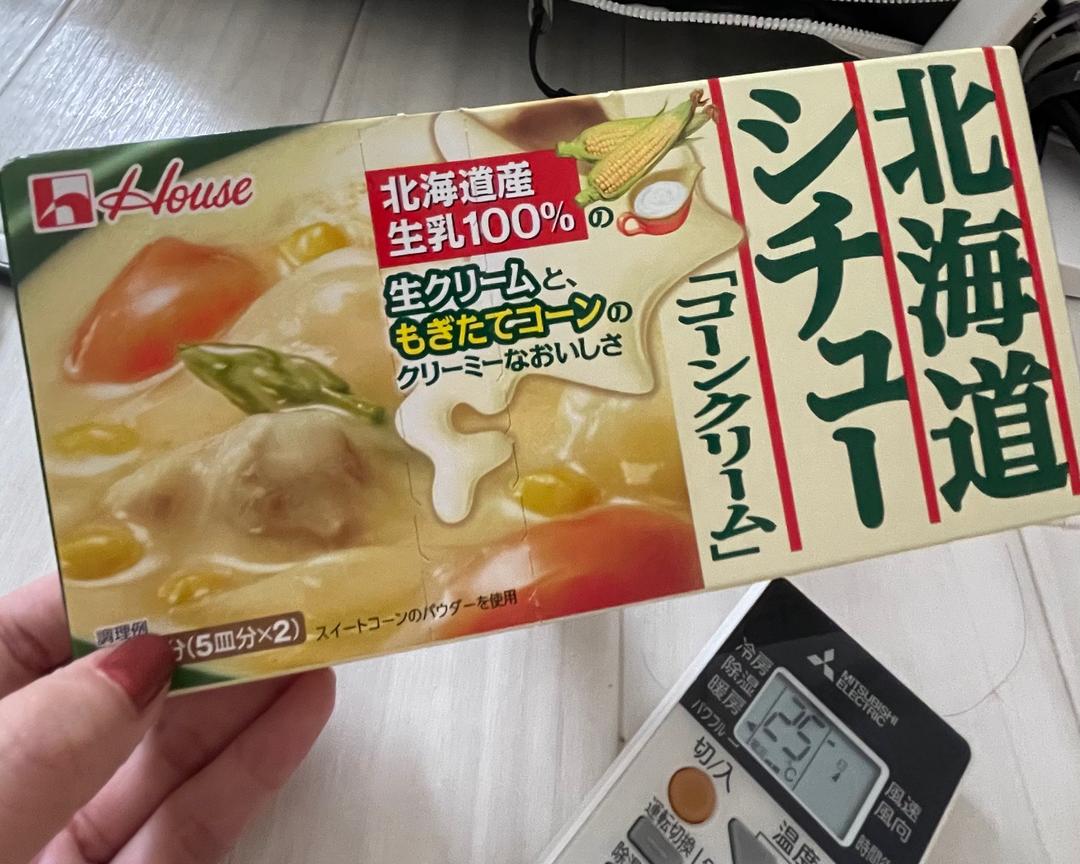 House
北海道産
生乳100%の
生クリームと、
もぎたてコーンの
クリーミーなおいしさ
北海道
シチュー
「コーンクリーム」
調理例
分(5皿分×2)
スイートコーンのパウダーを使用
MITSUBISHI
ELECTRIC
冷房
除湿
暖房
パワフル
25
℃
風速
風向
時間
切/入
運転切換
温度
除湿